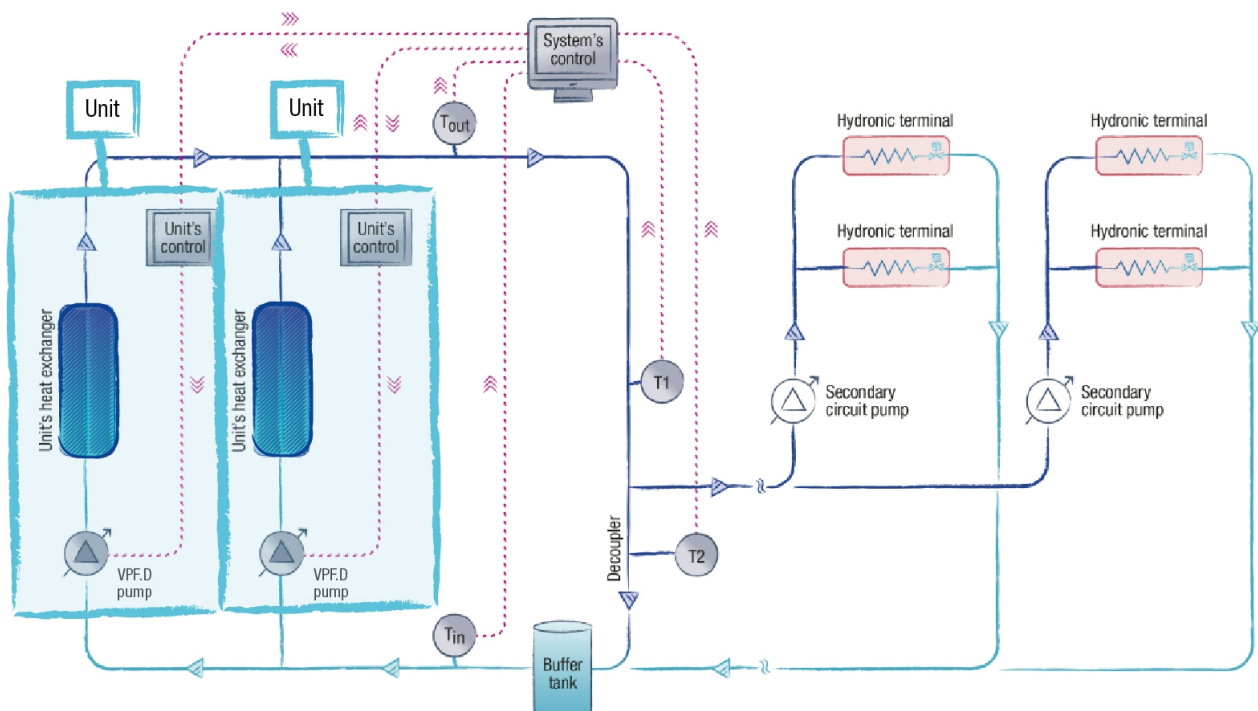 System's
control
Unit
Unit
Tout
Hydronic terminal
Hydronic terminal
Unit's
control
Unit's
control
Hydronic terminal
Hydronic terminal
Unit's heat exchanger
Unit's heat exchanger
T1
Secondary
circuit pump
Secondary
circuit pump
Decoupler
T2
VPF.D
pump
VPF.D
pump
Tin
Buffer
tank